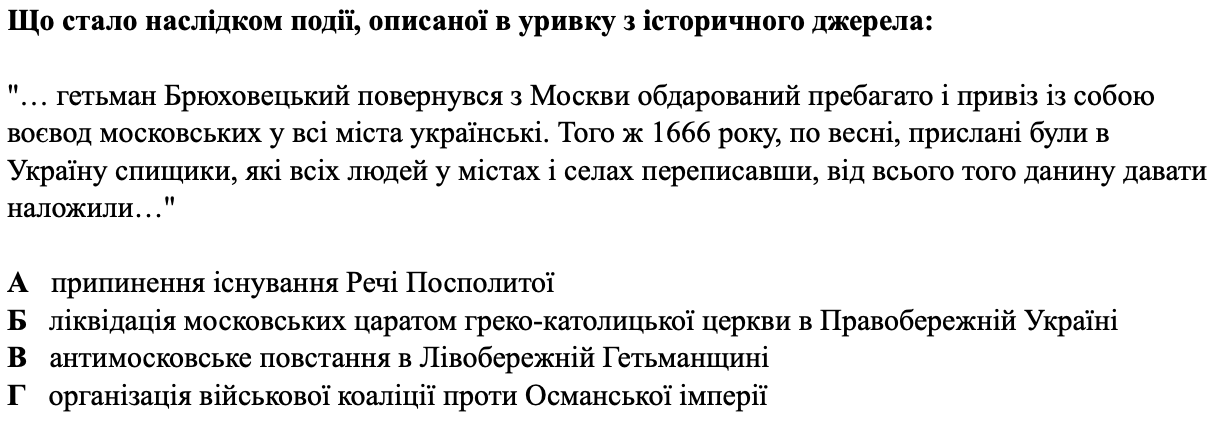 Що стало наслідком події, описаної в уривку з історичного джерела:
"… гетьман Брюховецький повернувся з Москви обдарований пребагато і привіз із собою
воєвод московських у всі міста українські. Того ж 1666 року, по весні, прислані були в
Україну спищики, які всіх людей у містах і селах переписавши, від всього того данину давати
наложили…"
А припинення існування Речі Посполитої
Б ліквідація московських царатом греко-католицької церкви в Правобережній Україні
В антимосковське повстання в Лівобережній Гетьманщині
Г організація військової коаліції проти Османської імперії